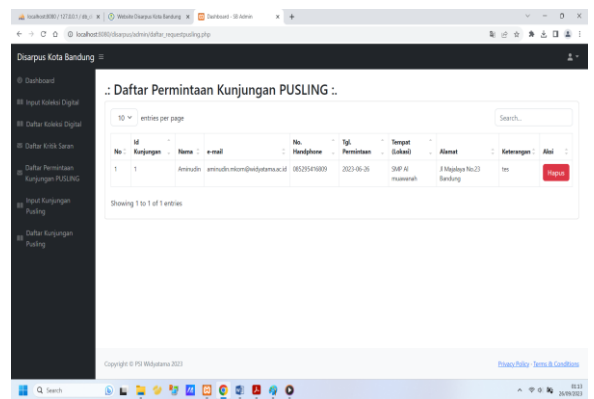 localhost:8080 / 127.0.0.1 / db_/
Website Disarpus Kota Bandung
Dashboard - SB Admin
localhost:8080/disarpus/admin/daftar_requestpusling.php
Disarpus Kota Bandung
Dashboard
Input Koleksi Digital
Daftar Koleksi Digital
Daftar Kritik Saran
Daftar Permintaan
Kunjungan PUSLING
Input Kunjungan
Pusling
Daftar Kunjungan
Pusling
.: Daftar Permintaan Kunjungan PUSLING :.
10 entries per page
Search...
No Id Kunjungan Nama e-mail No. Handphone Tgl. Permintaan Tempat (Lokasi) Alamat Keterangan Aksi
1 1 Aminudin aminudin.mkom@widyatama.ac.id 085295416809 2023-06-26 SMP Al Jl Majalaya No.23 tes Hapus
muawanah Bandung
Showing 1 to 1 of 1 entries
Copyright © PSI Widyatama 2023
Privacy Policy · Terms & Conditions
Search
01:13
26/09/2023